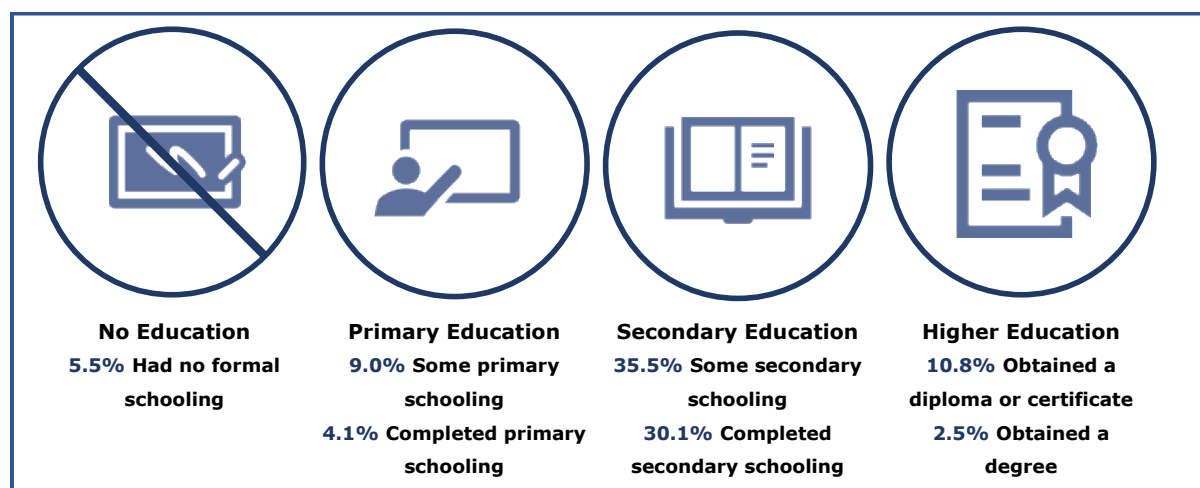 No Education
5.5% Had no formal
schooling
Primary Education
9.0% Some primary
schooling
4.1% Completed primary
schooling
Secondary Education
35.5% Some secondary
schooling
30.1% Completed
secondary schooling
Higher Education
10.8% Obtained a
diploma or certificate
2.5% Obtained a
degree